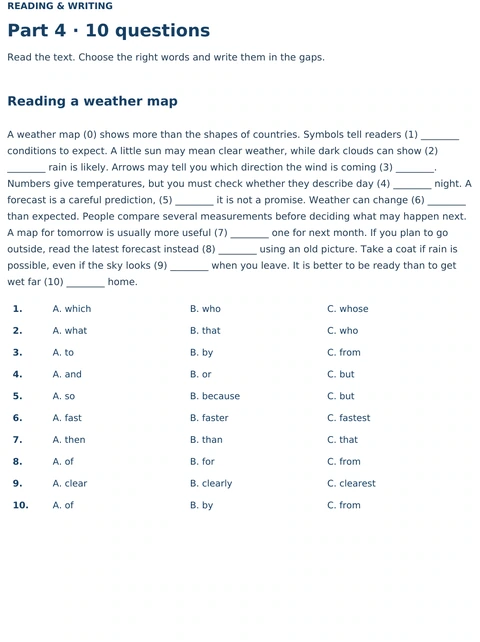 READING & WRITING
Part 4 · 10 questions
Read the text. Choose the right words and write them in the gaps.
Reading a weather map
A weather map (0) shows more than the shapes of countries. Symbols tell readers (1) ________
conditions to expect. A little sun may mean clear weather, while dark clouds can show (2)
________ rain is likely. Arrows may tell you which direction the wind is coming (3) ________.
Numbers give temperatures, but you must check whether they describe day (4) ________ night. A
forecast is a careful prediction, (5) ________ it is not a promise. Weather can change (6) ________
than expected. People compare several measurements before deciding what may happen next.
A map for tomorrow is usually more useful (7) ________ one for next month. If you plan to go
outside, read the latest forecast instead (8) ________ using an old picture. Take a coat if rain is
possible, even if the sky looks (9) ________ when you leave. It is better to be ready than to get
wet far (10) ________ home.
1. A. which B. who C. whose
2. A. what B. that C. who
3. A. to B. by C. from
4. A. and B. or C. but
5. A. so B. because C. but
6. A. fast B. faster C. fastest
7. A. then B. than C. that
8. A. of B. for C. from
9. A. clear B. clearly C. clearest
10. A. of B. by C. from